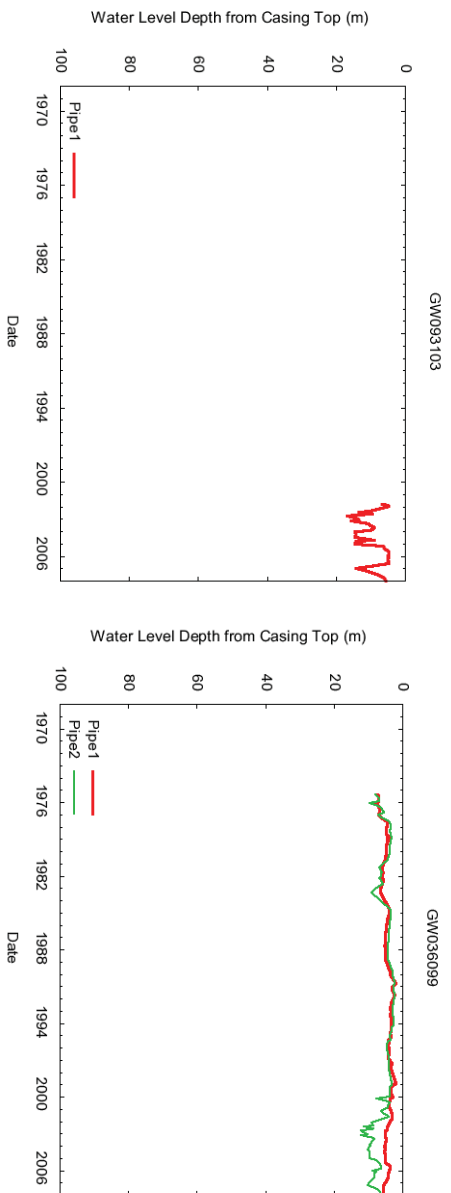 GW093103
Water Level Depth from Casing Top (m)
0
20
40
60
80
100
1970
1976
1982
1988
1994
2000
2006
Date
Pipe1
GW036099
Water Level Depth from Casing Top (m)
0
20
40
60
80
100
1970
1976
1982
1988
1994
2000
2006
Date
Pipe1
Pipe2